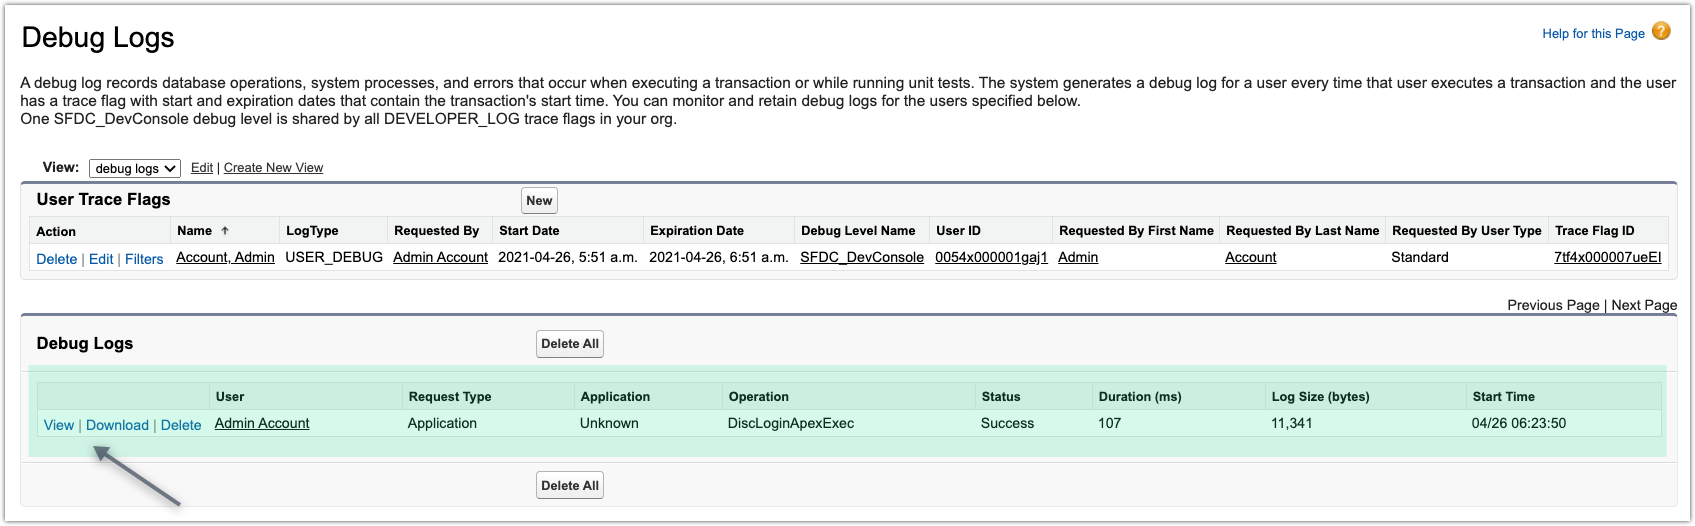 Debug Logs
Help for this Page ?
A debug log records database operations, system processes, and errors that occur when executing a transaction or while running unit tests. The system generates a debug log for a user every time that user executes a transaction and the user
has a trace flag with start and expiration dates that contain the transaction's start time. You can monitor and retain debug logs for the users specified below.
One SFDC_DevConsole debug level is shared by all DEVELOPER_LOG trace flags in your org.
View: debug logs Edit | Create New View
User Trace Flags New
Action Name ↑ LogType Requested By Start Date Expiration Date Debug Level Name User ID Requested By First Name Requested By Last Name Requested By User Type Trace Flag ID
Delete | Edit | Filters Account, Admin USER_DEBUG Admin Account 2021-04-26, 5:51 a.m. 2021-04-26, 6:51 a.m. SFDC_DevConsole 0054x000001gaj1 Admin Account Standard 7tf4x000007ueEI
Previous Page | Next Page
Debug Logs Delete All
User Request Type Application Operation Status Duration (ms) Log Size (bytes) Start Time
View | Download | Delete Admin Account Application Unknown DiscLoginApexExec Success 107 11,341 04/26 06:23:50
Delete All